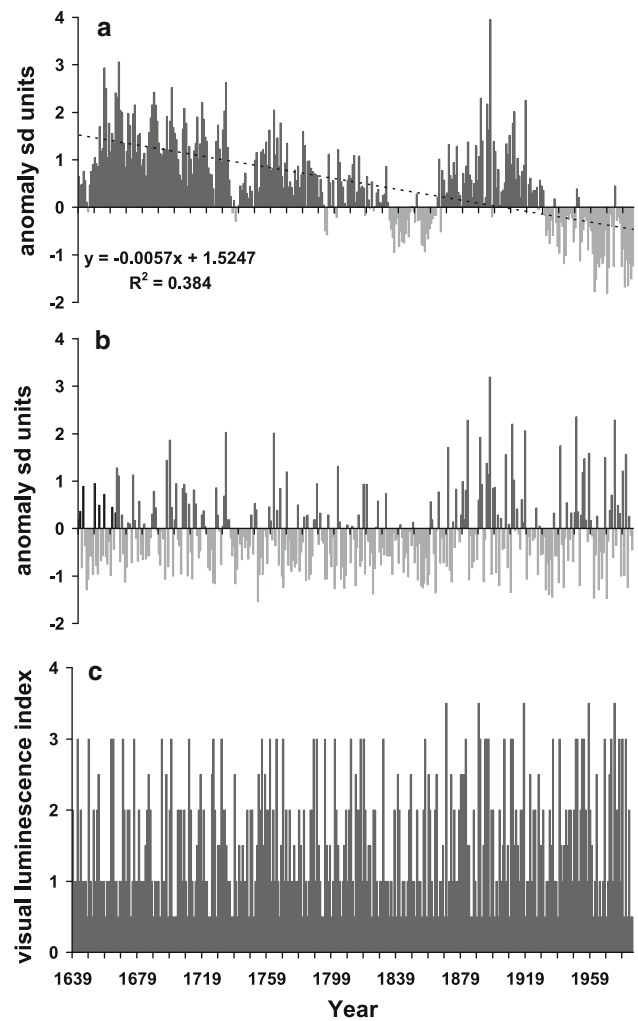 a
4
3
2
1
0
-1
-2
anomaly sd units
y = -0.0057x + 1.5247
R² = 0.384
b
4
3
2
1
0
-1
-2
anomaly sd units
c
4
3
2
1
0
visual luminescence index
1639 1679 1719 1759 1799 1839 1879 1919 1959
Year